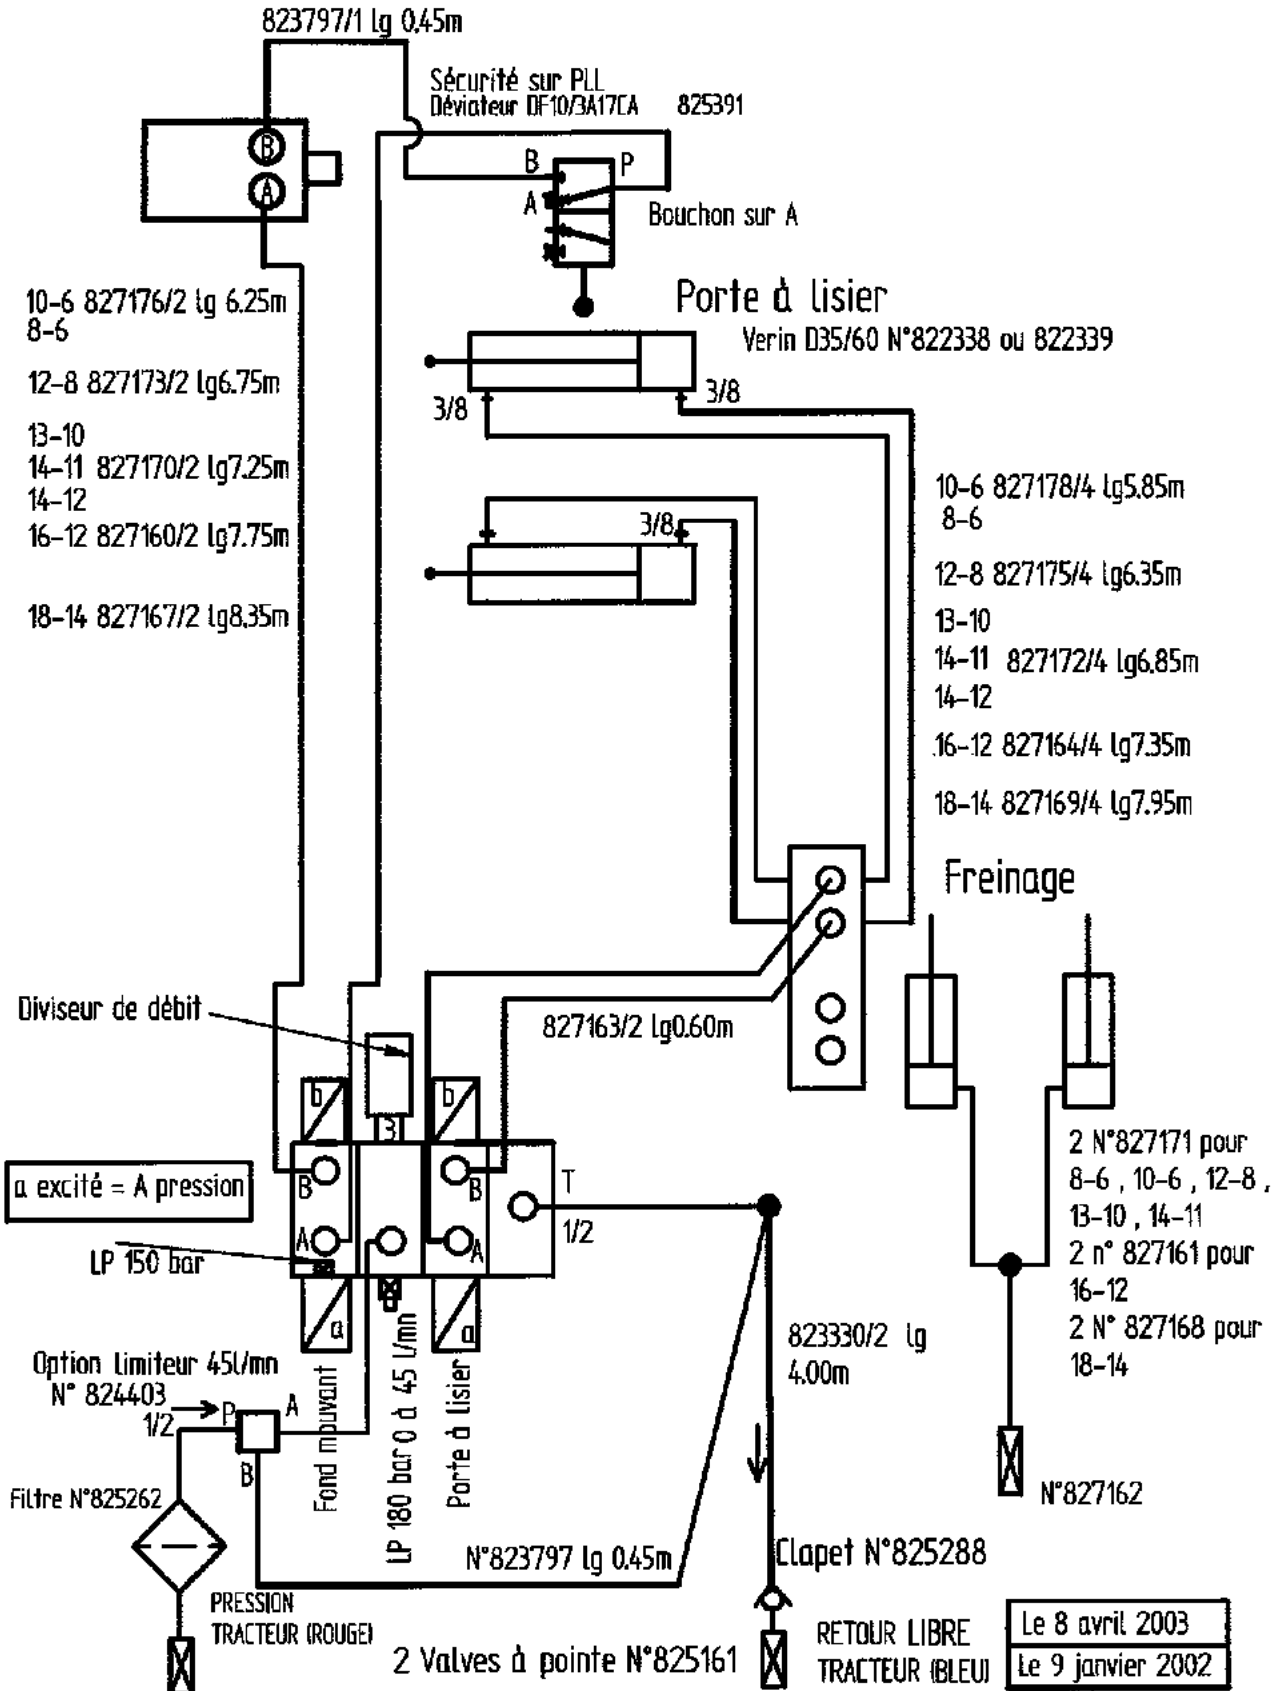 823797/1 lg 0.45m
Sécurité sur PLL
Déviateur DF10/3A17CA 825391
B
A
B
P
A
Bouchon sur A
Porte à lisier
Verin D35/60 N°822338 ou 822339
10-6 827176/2 lg 6.25m
8-6
12-8 827173/2 lg6.75m
13-10
14-11 827170/2 lg7.25m
14-12
16-12 827160/2 lg7.75m
18-14 827167/2 lg8.35m
3/8
3/8
3/8
10-6 827178/4 lg5.85m
8-6
12-8 827175/4 lg6.35m
13-10
14-11 827172/4 lg6.85m
14-12
16-12 827164/4 lg7.35m
18-14 827169/4 lg7.95m
Freinage
Diviseur de débit
827163/2 lg0.60m
b
b
3
a excité = A pression
B
B
A
A
T
1/2
LP 150 bar
a
a
2 N°827171 pour
8-6 , 10-6 , 12-8 ,
13-10 , 14-11
2 n° 827161 pour
16-12
2 N° 827168 pour
18-14
N°827162
823330/2 lg
4.00m
Option limiteur 45l/mn
N° 824403
1/2
P
A
B
Fond mouvant
LP 180 bar 0 à 45 l/mn
Porte à lisier
Filtre N°825262
N°823797 lg 0.45m
Clapet N°825288
PRESSION
TRACTEUR (ROUGE)
2 Valves à pointe N°825161
RETOUR LIBRE
TRACTEUR (BLEU)
Le 8 avril 2003
Le 9 janvier 2002